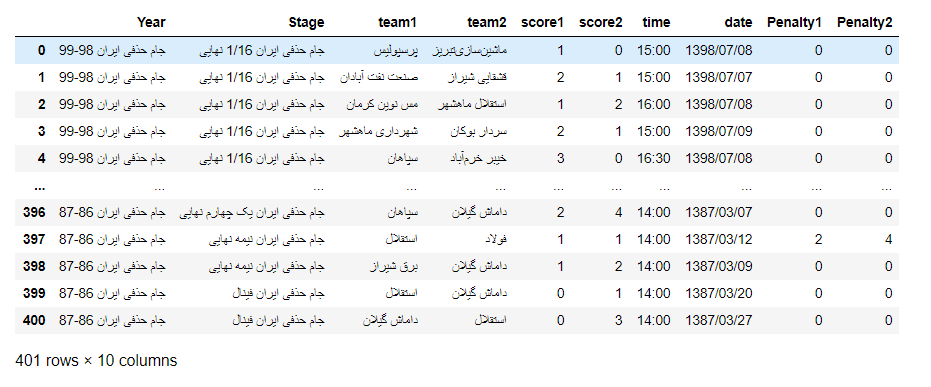 Year Stage team1 team2 score1 score2 time date Penalty1 Penalty2
0 جام حذفی ایران 98-99 جام حذفی ایران 1/16 نهایی پرسپولیس ماشین‌سازی‌تبریز 1 0 15:00 1398/07/08 0 0
1 جام حذفی ایران 98-99 جام حذفی ایران 1/16 نهایی صنعت نفت آبادان قشقایی شیراز 2 1 15:00 1398/07/07 0 0
2 جام حذفی ایران 98-99 جام حذفی ایران 1/16 نهایی مس نوین کرمان استقلال ماهشهر 1 2 16:00 1398/07/08 0 0
3 جام حذفی ایران 98-99 جام حذفی ایران 1/16 نهایی شهرداری ماهشهر سردار بوکان 2 1 15:00 1398/07/09 0 0
4 جام حذفی ایران 98-99 جام حذفی ایران 1/16 نهایی سپاهان خیبر خرم‌آباد 3 0 16:30 1398/07/08 0 0
... ... ... ... ... ... ... ... ... ... ...
396 جام حذفی ایران 86-87 جام حذفی ایران یک چهارم نهایی سپاهان داماش گیلان 2 4 14:00 1387/03/07 0 0
397 جام حذفی ایران 86-87 جام حذفی ایران نیمه نهایی استقلال فولاد 1 1 14:00 1387/03/12 2 4
398 جام حذفی ایران 86-87 جام حذفی ایران نیمه نهایی برق شیراز داماش گیلان 1 2 14:00 1387/03/09 0 0
399 جام حذفی ایران 86-87 جام حذفی ایران فینال استقلال داماش گیلان 0 1 14:00 1387/03/20 0 0
400 جام حذفی ایران 86-87 جام حذفی ایران فینال داماش گیلان استقلال 0 3 14:00 1387/03/27 0 0
401 rows × 10 columns